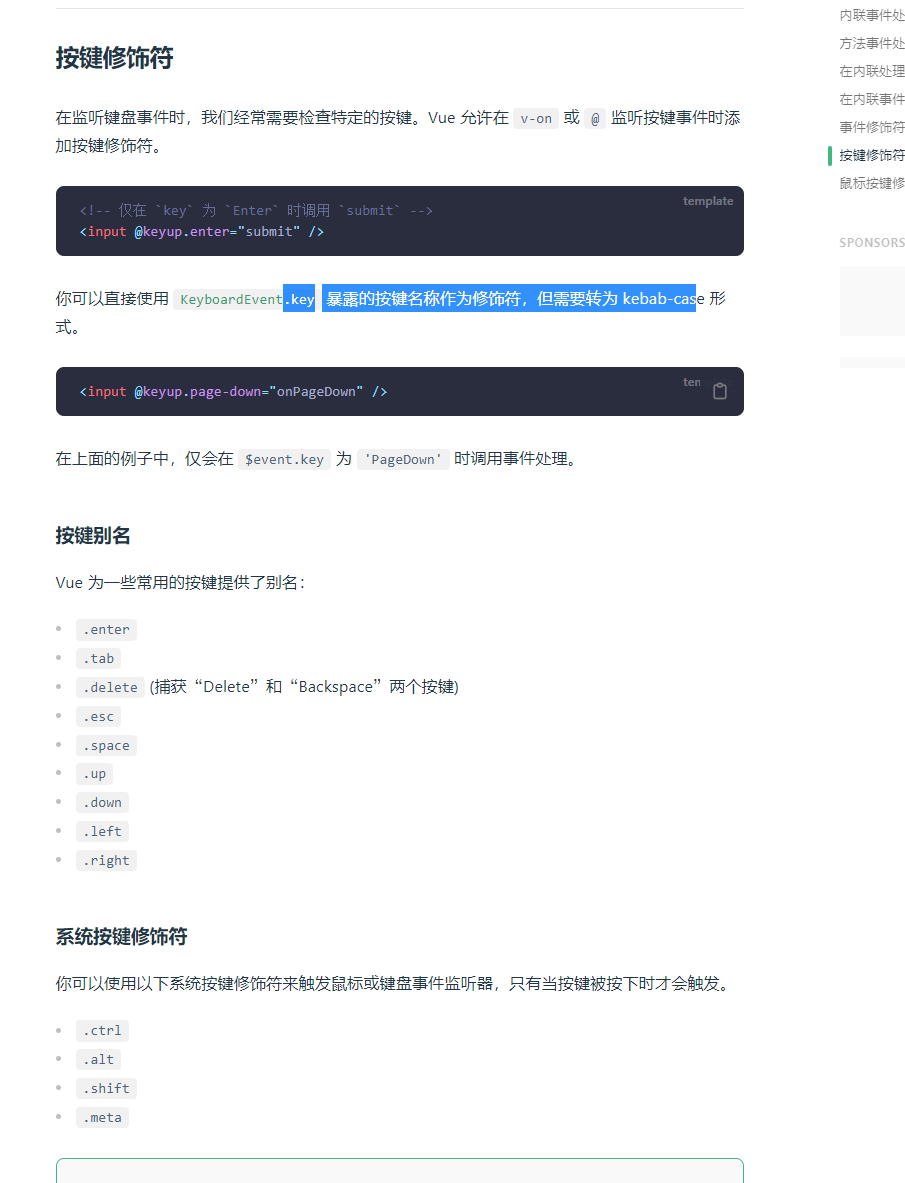 按键修饰符
在监听键盘事件时，我们经常需要检查特定的按键。Vue 允许在 v-on 或 @ 监听按键事件时添
加按键修饰符。
template
<!-- 仅在 `key` 为 `Enter` 时调用 `submit` -->
<input @keyup.enter="submit" />
你可以直接使用 KeyboardEvent.key 暴露的按键名称作为修饰符，但需要转为 kebab-case 形
式。
<input @keyup.page-down="onPageDown" />
在上面的例子中，仅会在 $event.key 为 'PageDown' 时调用事件处理。
按键别名
Vue 为一些常用的按键提供了别名：
.enter
.tab
.delete (捕获“Delete”和“Backspace”两个按键)
.esc
.space
.up
.down
.left
.right
系统按键修饰符
你可以使用以下系统按键修饰符来触发鼠标或键盘事件监听器，只有当按键被按下时才会触发。
.ctrl
.alt
.shift
.meta
内联事件处
方法事件处
在内联处理
在内联事件
事件修饰符
按键修饰符
鼠标按键修
SPONSORS